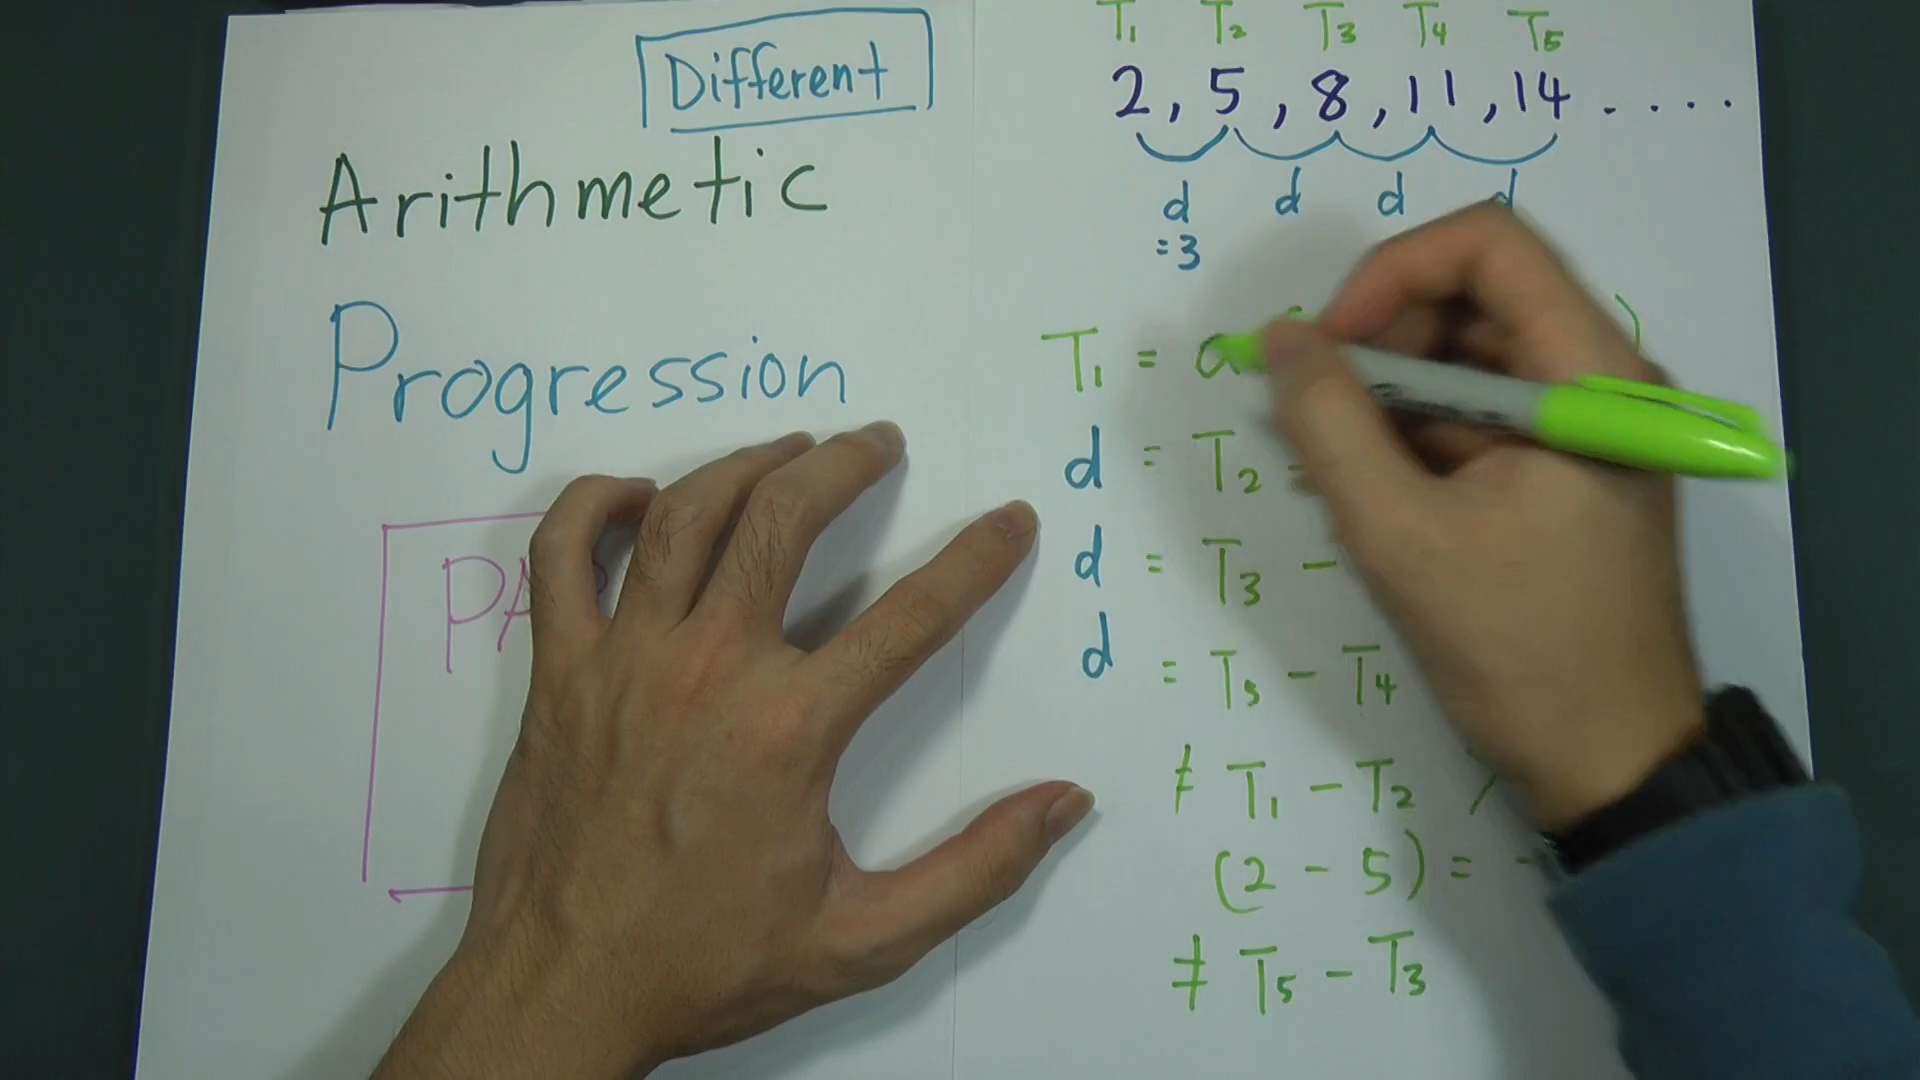 Different
Arithmetic
Progression
T1 T2 T3 T4 T5
2, 5, 8, 11, 14 ....
d d d d
=3
T1 = a
d = T2
d = T3 -
d = T5 - T4
≠ T1 - T2
(2 - 5) = -
≠ T5 - T3